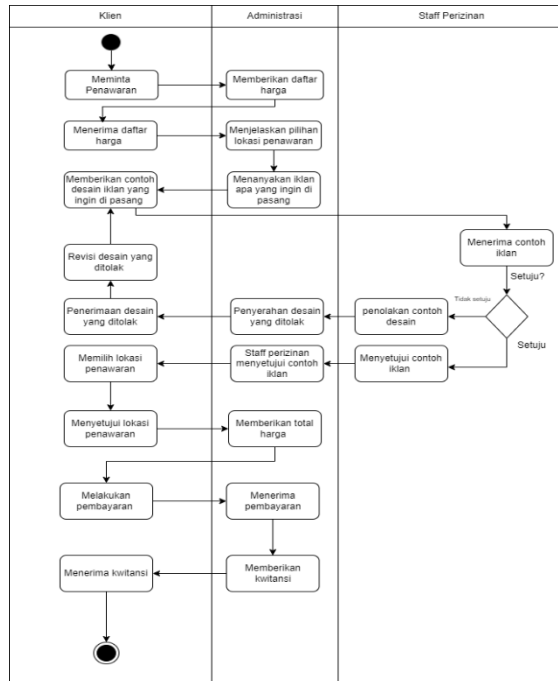 Klien
Administrasi
Staff Perizinan
Meminta
Penawaran
Memberikan daftar
harga
Menerima daftar
harga
Menjelaskan pilihan
lokasi penawaran
Memberikan contoh
desain iklan yang
ingin di pasang
Menanyakan iklan
apa yang ingin di
pasang
Menerima contoh
iklan
Setuju?
Revisi desain yang
ditolak
Tidak setuju
Penerimaan desain
yang ditolak
Penyerahan desain
yang ditolak
penolakan contoh
desain
Setuju
Memilih lokasi
penawaran
Staff perizinan
menyetujui contoh
iklan
Menyetujui contoh
iklan
Menyetujui lokasi
penawaran
Memberikan total
harga
Melakukan
pembayaran
Menerima
pembayaran
Menerima kwitansi
Memberikan
kwitansi